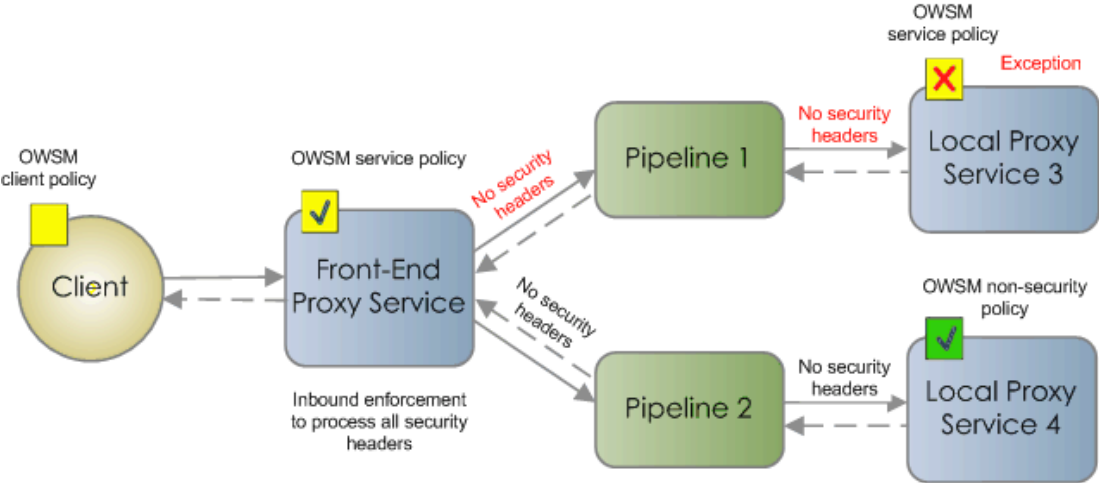 OWSM
client policy
Client
OWSM service policy
Front-End
Proxy Service
Inbound enforcement
to process all security
headers
No security
headers
Pipeline 1
No security
headers
OWSM
service policy
Exception
Local Proxy
Service 3
No security
headers
Pipeline 2
No security
headers
OWSM non-security
policy
Local Proxy
Service 4